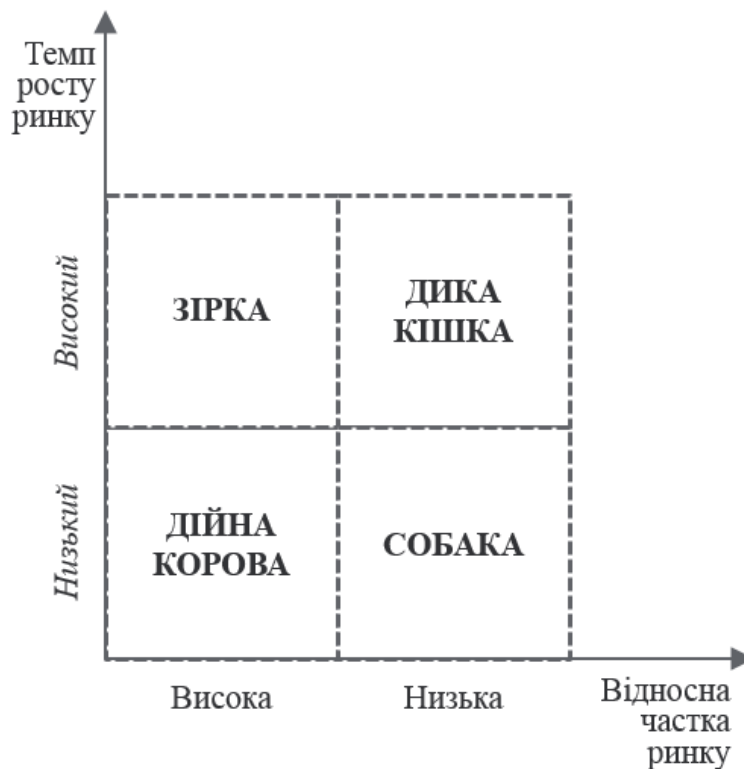 Темп
росту
ринку
Високий
ЗІРКА
ДИКА
КІШКА
Низький
ДІЙНА
КОРОВА
СОБАКА
Висока
Низька
Відносна
частка
ринку